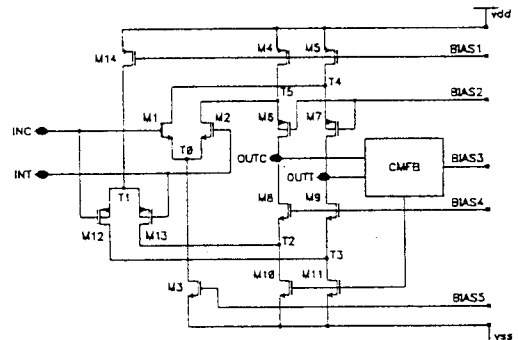 vdd
M14
M4
M5
BIAS1
T5
T4
BIAS2
M1
M2
M6
M7
INC
T0
OUTC
CMFB
BIAS3
INT
OUTT
T1
M8
M9
BIAS4
M12
M13
T2
T3
M3
M10
M11
BIAS5
vss